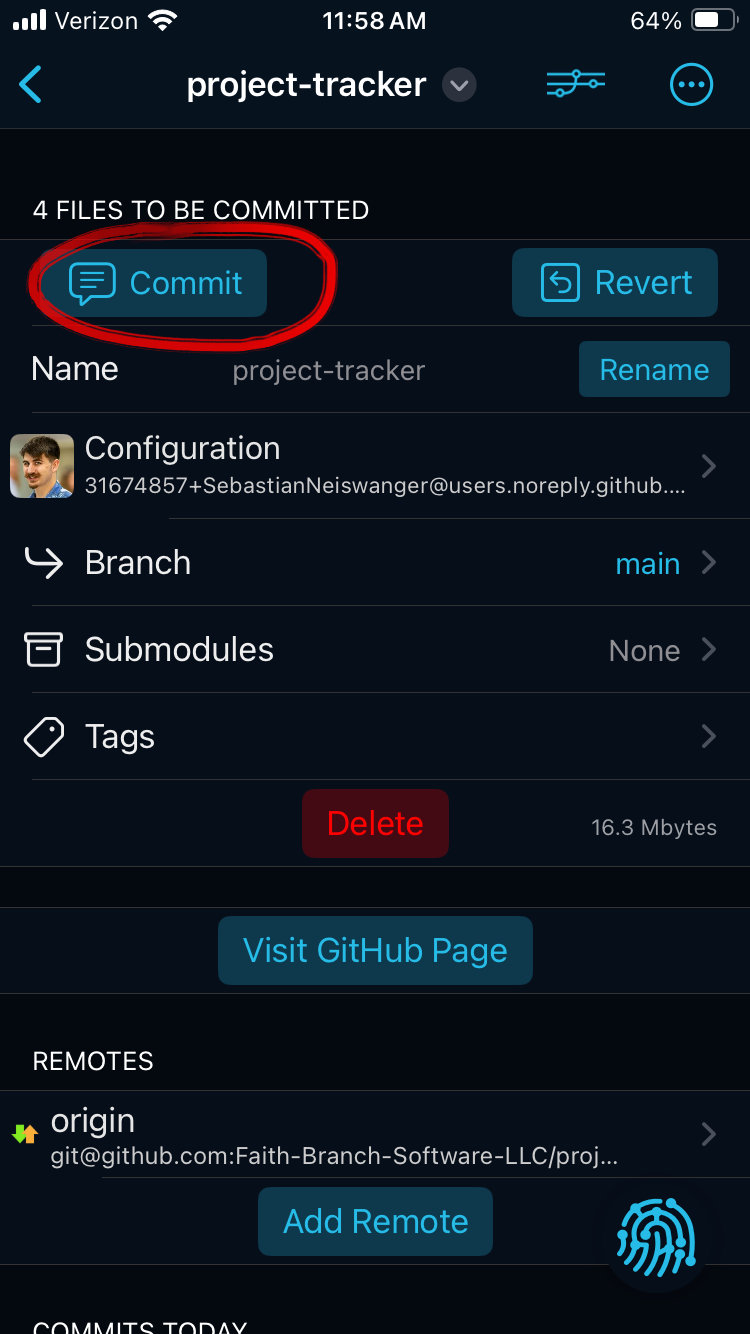 Verizon 11:58 AM 64%
project-tracker
4 FILES TO BE COMMITTED
Commit Revert
Name project-tracker Rename
Configuration
31674857+SebastianNeiswanger@users.noreply.github....
Branch main
Submodules None
Tags
Delete 16.3 Mbytes
Visit GitHub Page
REMOTES
origin
git@github.com:Faith-Branch-Software-LLC/proj...
Add Remote
COMMITS TODAY